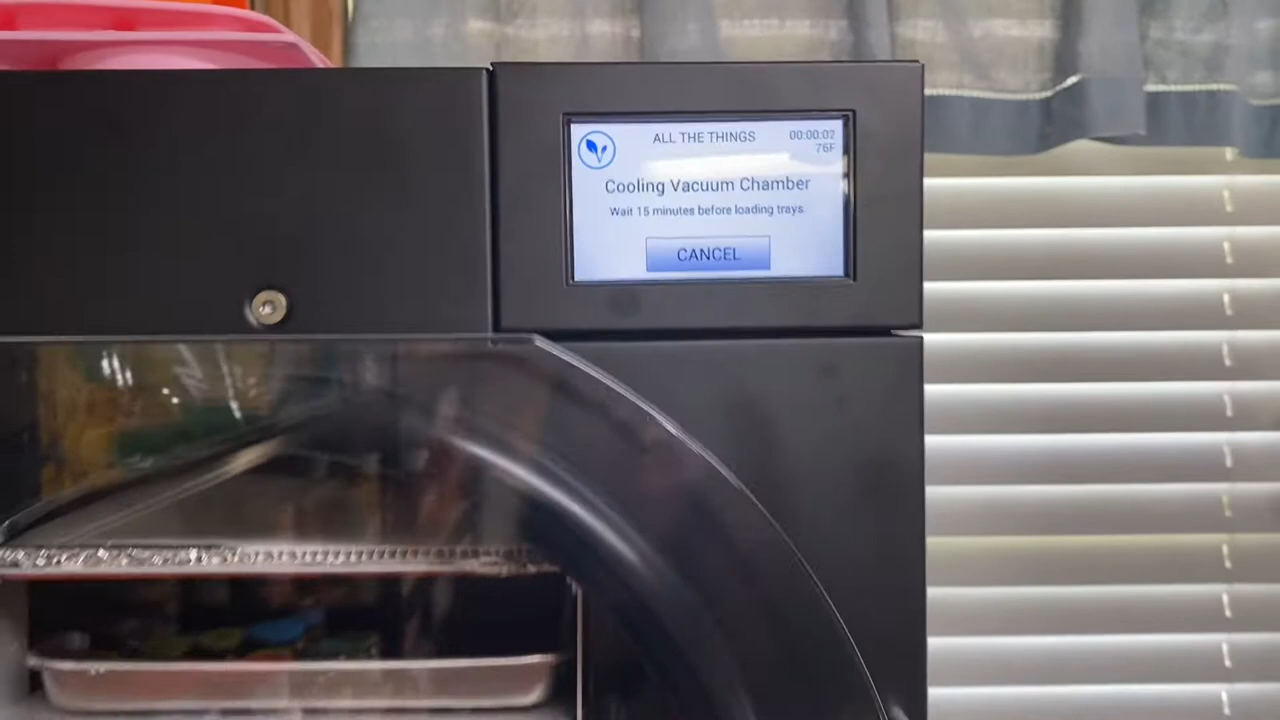 ALL THE THINGS
00:00:02
76F
Cooling Vacuum Chamber
Wait 15 minutes before loading trays.
CANCEL